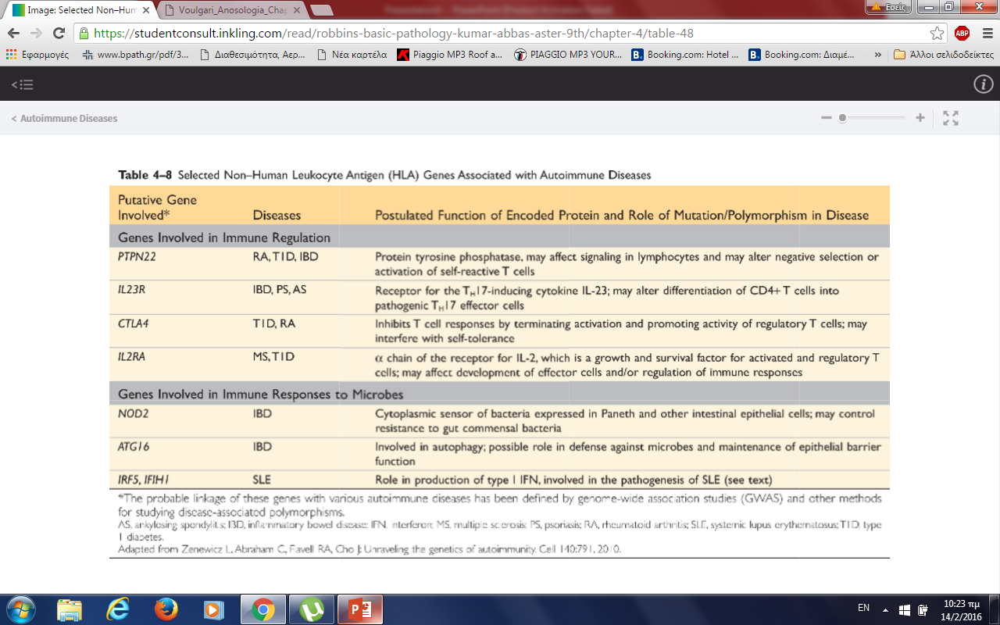 Image: Selected Non–Hum
Voulgari_Anosologia_Cha
Εσείς
https://studentconsult.inkling.com/read/robbins-basic-pathology-kumar-abbas-aster-9th/chapter-4/table-48
ABP
Εφαρμογές www.bpath.gr/pdf/3... Διαθεσιμότητα, Αερ... Νέα καρτέλα Piaggio MP3 Roof a... PIAGGIO MP3 YOUR... Booking.com: Hotel ... Booking.com: Διαμέ... » Άλλοι σελιδοδείκτες
< Autoimmune Diseases
Table 4–8 Selected Non–Human Leukocyte Antigen (HLA) Genes Associated with Autoimmune Diseases
Putative Gene
Involved* Diseases Postulated Function of Encoded Protein and Role of Mutation/Polymorphism in Disease
Genes Involved in Immune Regulation
PTPN22 RA, T1D, IBD Protein tyrosine phosphatase, may affect signaling in lymphocytes and may alter negative selection or
activation of self-reactive T cells
IL23R IBD, PS, AS Receptor for the TH17-inducing cytokine IL-23; may alter differentiation of CD4+ T cells into
pathogenic TH17 effector cells
CTLA4 T1D, RA Inhibits T cell responses by terminating activation and promoting activity of regulatory T cells; may
interfere with self-tolerance
IL2RA MS, T1D α chain of the receptor for IL-2, which is a growth and survival factor for activated and regulatory T
cells; may affect development of effector cells and/or regulation of immune responses
Genes Involved in Immune Responses to Microbes
NOD2 IBD Cytoplasmic sensor of bacteria expressed in Paneth and other intestinal epithelial cells; may control
resistance to gut commensal bacteria
ATG16 IBD Involved in autophagy; possible role in defense against microbes and maintenance of epithelial barrier
function
IRF5, IFIH1 SLE Role in production of type I IFN, involved in the pathogenesis of SLE (see text)
*The probable linkage of these genes with various autoimmune diseases has been defined by genome-wide association studies (GWAS) and other methods
for studying disease-associated polymorphisms.
AS, ankylosing spondylitis; IBD, inflammatory bowel disease; IFN, interferon; MS, multiple sclerosis; PS, psoriasis; RA, rheumatoid arthritis; SLE, systemic lupus erythematosus; T1D, type
1 diabetes.
Adapted from Zenewicz L, Abraham C, Flavell RA, Cho J: Unraveling the genetics of autoimmunity. Cell 140:791, 2010.
EN
10:23 πμ
14/2/2016